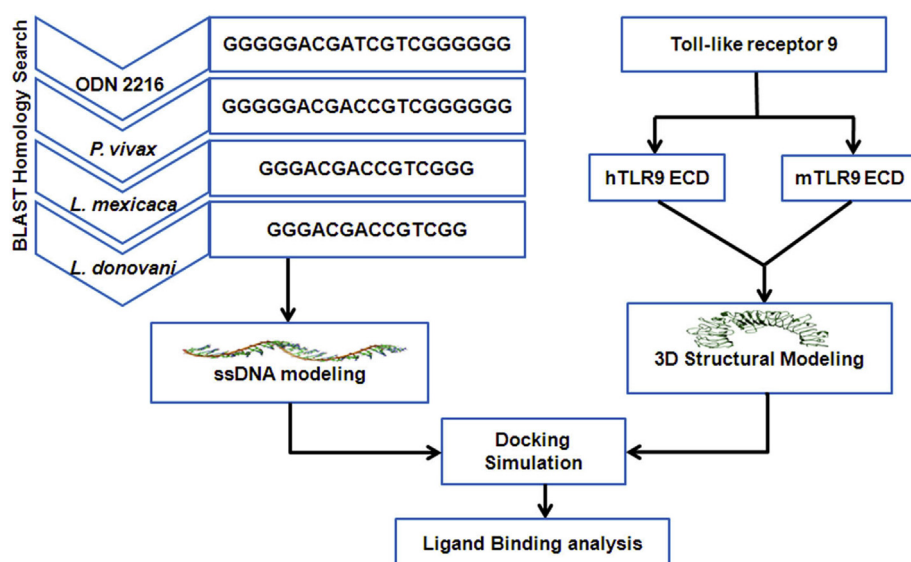 BLAST Homology Search
ODN 2216
GGGGGACGATCGTCGGGGGG
P. vivax
GGGGGACGACCGTCGGGGGG
L. mexicaca
GGGACGACCGTCGGG
L. donovani
GGGACGACCGTCGG
ssDNA modeling
Toll-like receptor 9
hTLR9 ECD
mTLR9 ECD
3D Structural Modeling
Docking
Simulation
Ligand Binding analysis